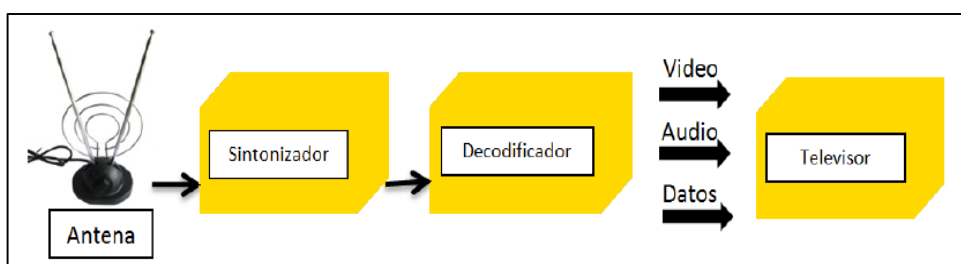 Antena
Sintonizador
Decodificador
Video
Audio
Datos
Televisor